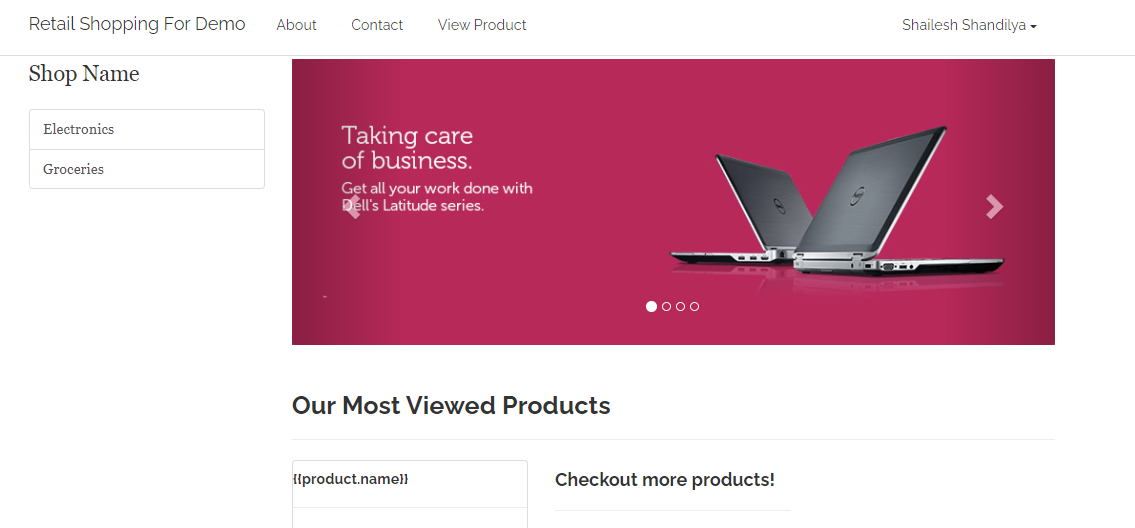 Retail Shopping For Demo About Contact View Product Shailesh Shandilya
Shop Name
Electronics
Groceries
Taking care
of business.
Get all your work done with
Dell's Latitude series.
Our Most Viewed Products
{{product.name}}
Checkout more products!